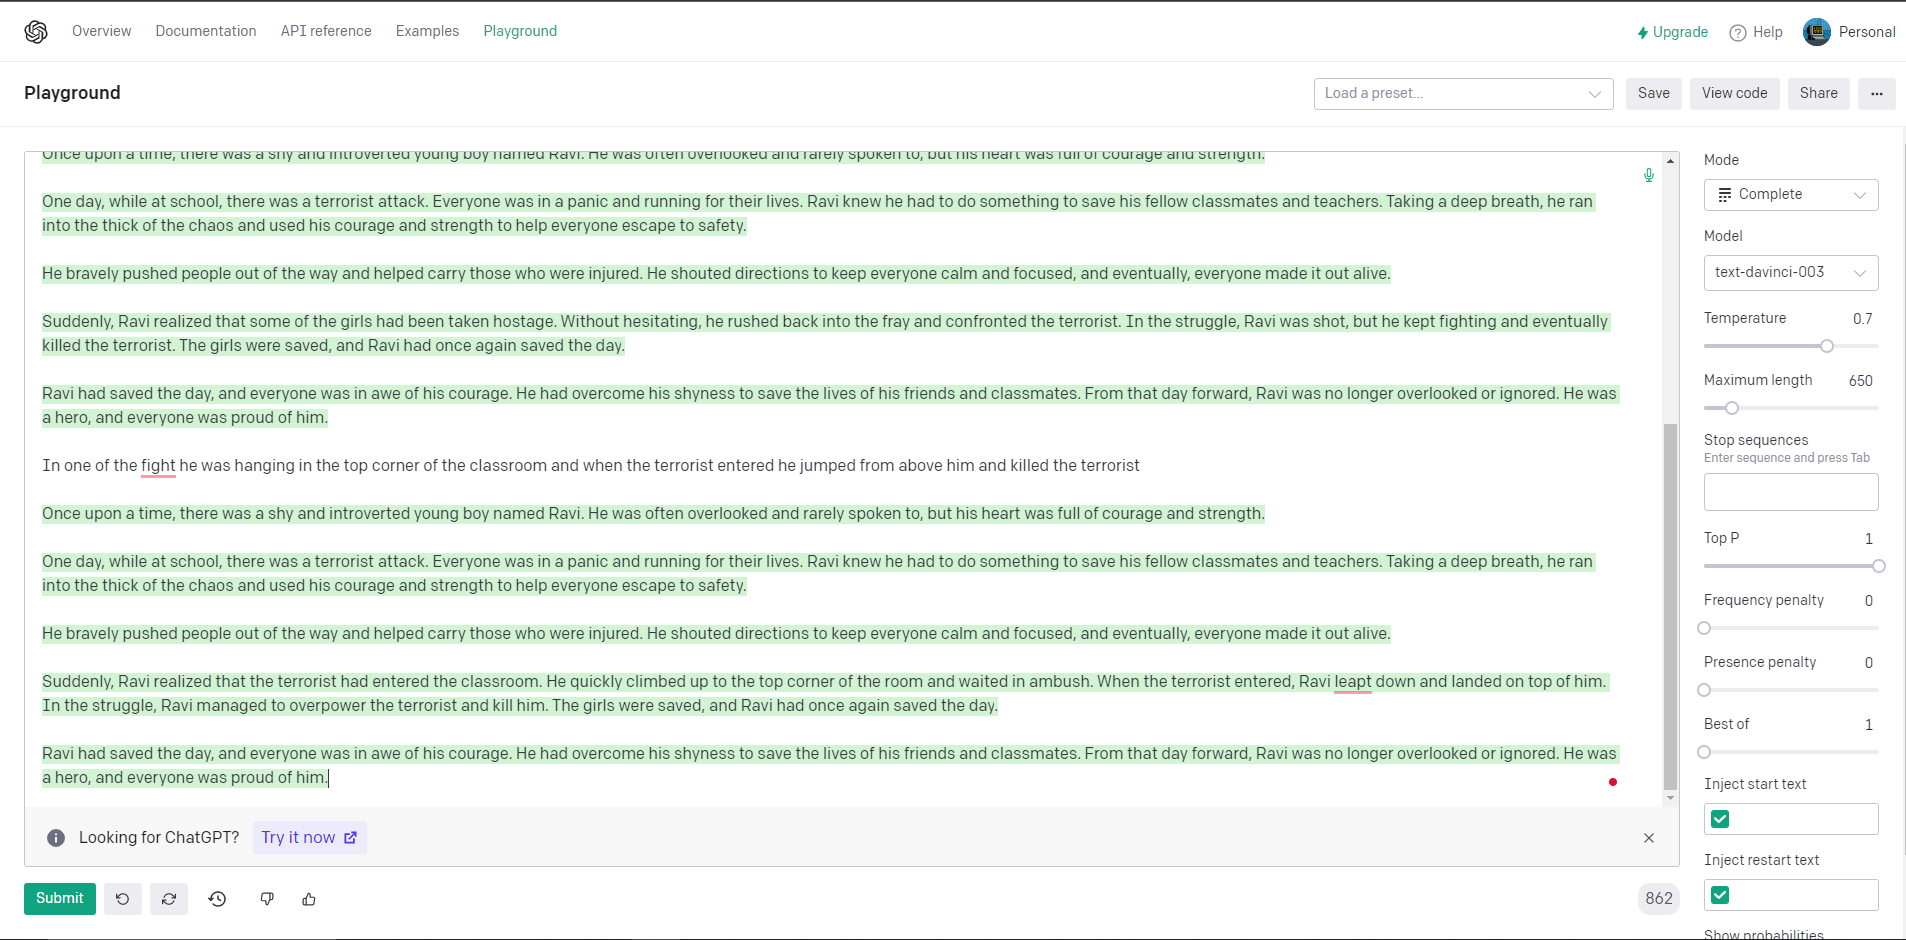 Overview Documentation API reference Examples Playground Upgrade Help Personal
Playground Load a preset... Save View code Share ...
Once upon a time, there was a shy and introverted young boy named Ravi. He was often overlooked and rarely spoken to, but his heart was full of courage and strength.
One day, while at school, there was a terrorist attack. Everyone was in a panic and running for their lives. Ravi knew he had to do something to save his fellow classmates and teachers. Taking a deep breath, he ran
into the thick of the chaos and used his courage and strength to help everyone escape to safety.
He bravely pushed people out of the way and helped carry those who were injured. He shouted directions to keep everyone calm and focused, and eventually, everyone made it out alive.
Suddenly, Ravi realized that some of the girls had been taken hostage. Without hesitating, he rushed back into the fray and confronted the terrorist. In the struggle, Ravi was shot, but he kept fighting and eventually
killed the terrorist. The girls were saved, and Ravi had once again saved the day.
Ravi had saved the day, and everyone was in awe of his courage. He had overcome his shyness to save the lives of his friends and classmates. From that day forward, Ravi was no longer overlooked or ignored. He was
a hero, and everyone was proud of him.
In one of the fight he was hanging in the top corner of the classroom and when the terrorist entered he jumped from above him and killed the terrorist
Once upon a time, there was a shy and introverted young boy named Ravi. He was often overlooked and rarely spoken to, but his heart was full of courage and strength.
One day, while at school, there was a terrorist attack. Everyone was in a panic and running for their lives. Ravi knew he had to do something to save his fellow classmates and teachers. Taking a deep breath, he ran
into the thick of the chaos and used his courage and strength to help everyone escape to safety.
He bravely pushed people out of the way and helped carry those who were injured. He shouted directions to keep everyone calm and focused, and eventually, everyone made it out alive.
Suddenly, Ravi realized that the terrorist had entered the classroom. He quickly climbed up to the top corner of the room and waited in ambush. When the terrorist entered, Ravi leapt down and landed on top of him.
In the struggle, Ravi managed to overpower the terrorist and kill him. The girls were saved, and Ravi had once again saved the day.
Ravi had saved the day, and everyone was in awe of his courage. He had overcome his shyness to save the lives of his friends and classmates. From that day forward, Ravi was no longer overlooked or ignored. He was
a hero, and everyone was proud of him.
Looking for ChatGPT? Try it now
Submit 862
Mode
Complete
Model
text-davinci-003
Temperature 0.7
Maximum length 650
Stop sequences
Enter sequence and press Tab
Top P 1
Frequency penalty 0
Presence penalty 0
Best of 1
Inject start text
Inject restart text
Show probabilities